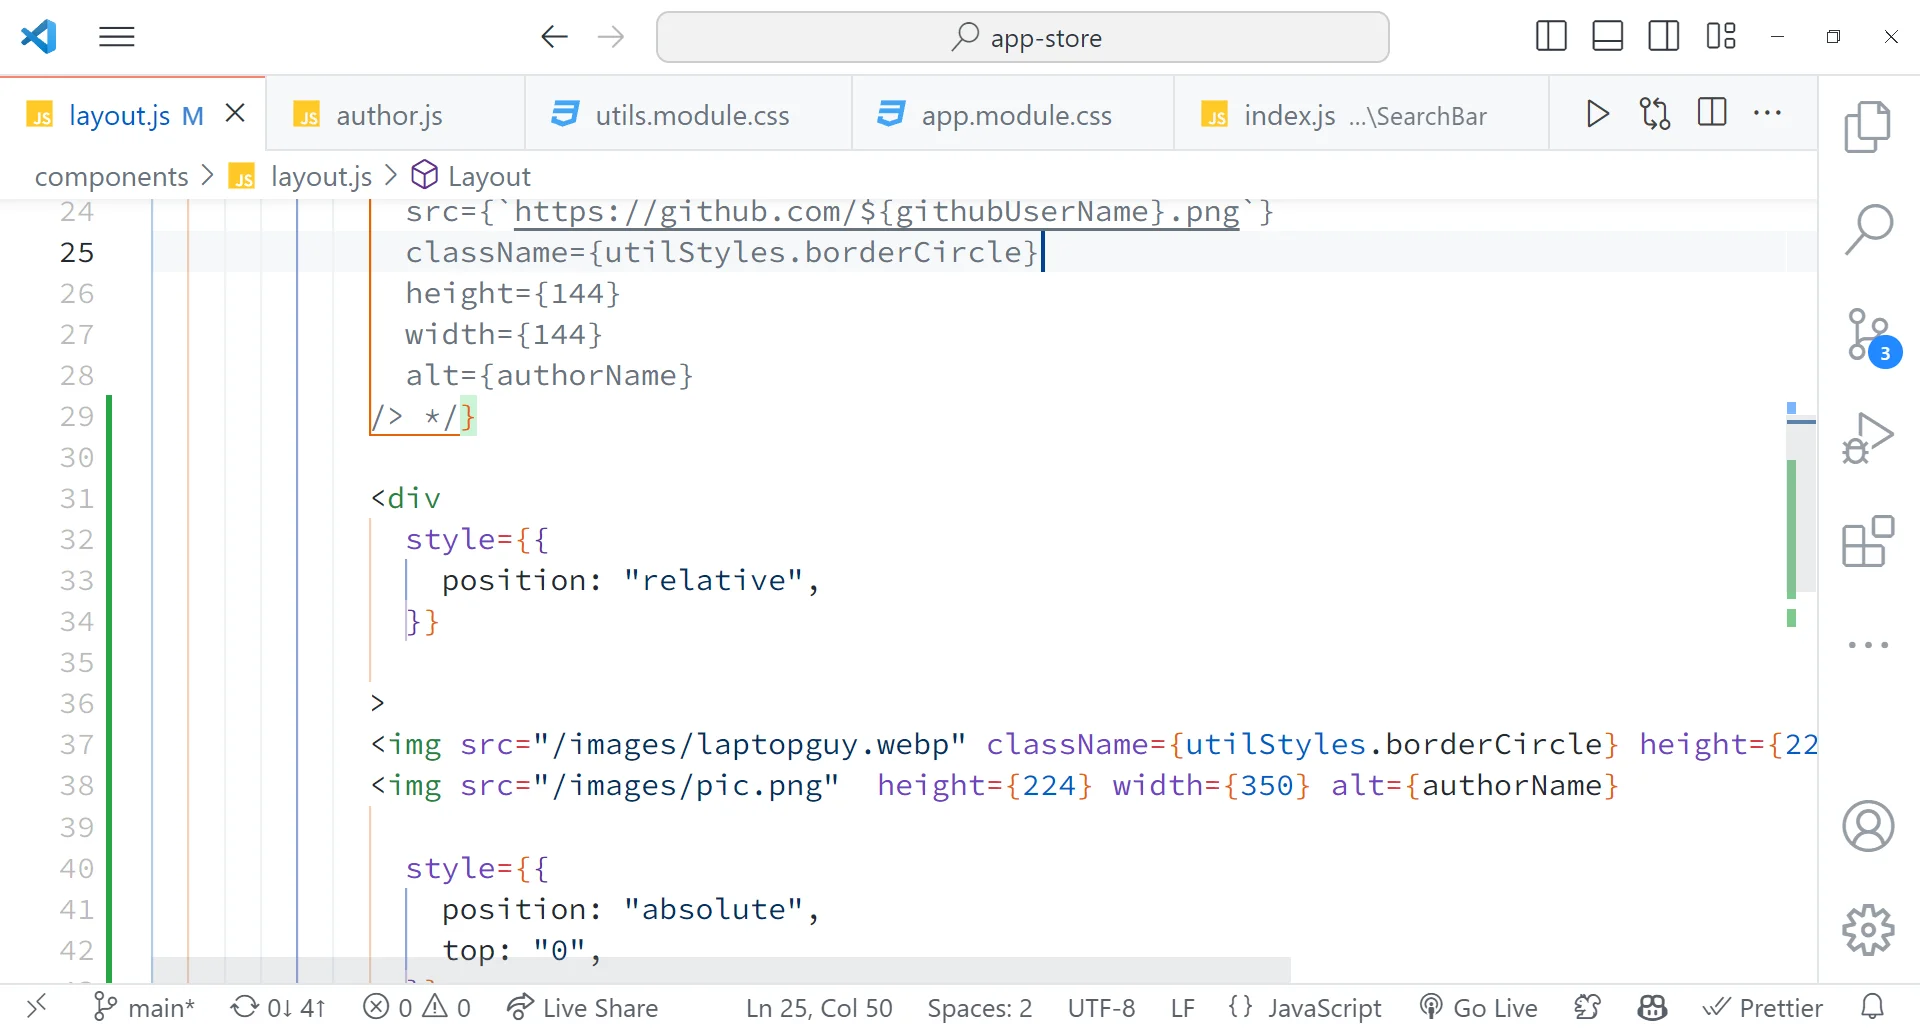 app-store
layout.js M
author.js
utils.module.css
app.module.css
index.js ...\SearchBar
components > JS layout.js > Layout
24 src={`https://github.com/${githubUserName}.png`}
25 className={utilStyles.borderCircle}
26 height={144}
27 width={144}
28 alt={authorName}
29 /> */}
30
31 <div
32 style={{
33 position: "relative",
34 }}
35
36 >
37 <img src="/images/laptopguy.webp" className={utilStyles.borderCircle} height={22
38 <img src="/images/pic.png"  height={224} width={350} alt={authorName}
39
40 style={{
41 position: "absolute",
42 top: "0",
3
main* 0↓ 4↑ 0 0 Live Share Ln 25, Col 50 Spaces: 2 UTF-8 LF {} JavaScript Go Live Prettier